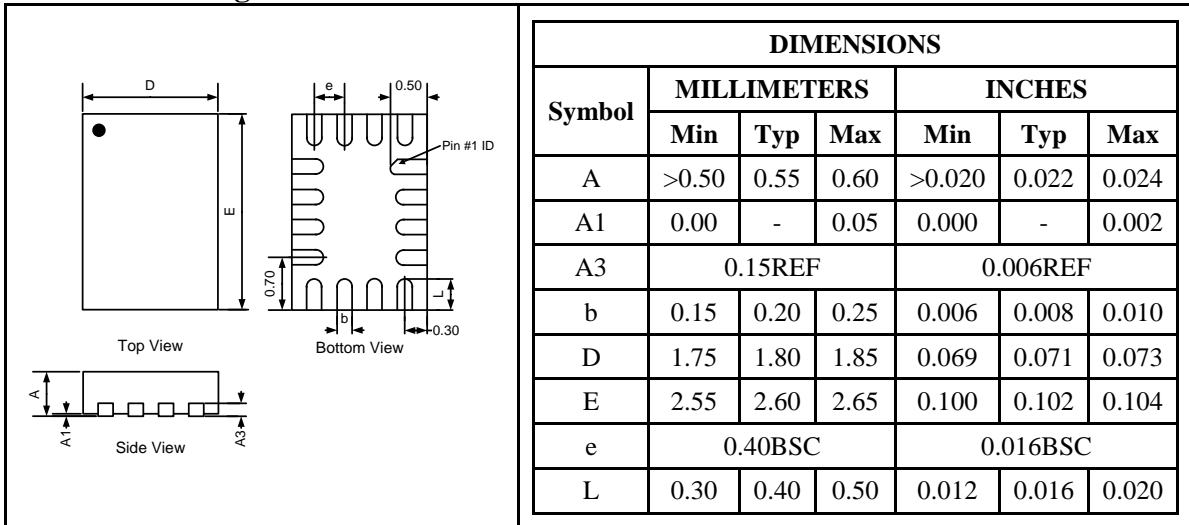 D
E
Top View
A
A1
A3
Side View
e
0.50
Pin #1 ID
0.70
b
L
0.30
Bottom View
DIMENSIONS
Symbol MILLIMETERS INCHES
Min Typ Max Min Typ Max
A >0.50 0.55 0.60 >0.020 0.022 0.024
A1 0.00 - 0.05 0.000 - 0.002
A3 0.15REF 0.006REF
b 0.15 0.20 0.25 0.006 0.008 0.010
D 1.75 1.80 1.85 0.069 0.071 0.073
E 2.55 2.60 2.65 0.100 0.102 0.104
e 0.40BSC 0.016BSC
L 0.30 0.40 0.50 0.012 0.016 0.020